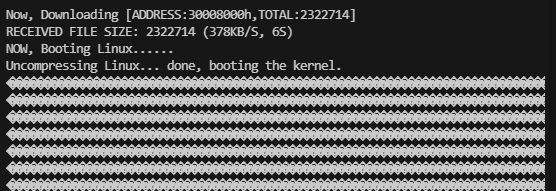 Now, Downloading [ADDRESS:30008000h,TOTAL:2322714]
RECEIVED FILE SIZE: 2322714 (378KB/S, 6S)
NOW, Booting Linux......
Uncompressing Linux... done, booting the kernel.